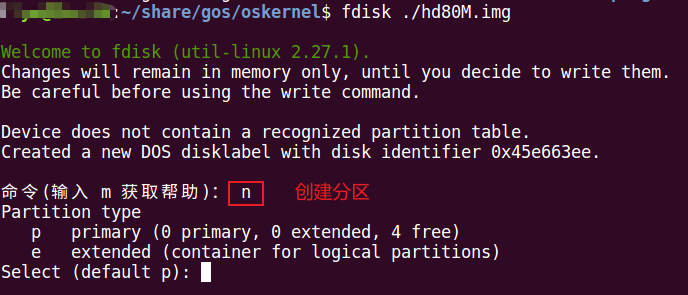 :~/share/gos/oskernel$ fdisk ./hd80M.img
Welcome to fdisk (util-linux 2.27.1).
Changes will remain in memory only, until you decide to write them.
Be careful before using the write command.
Device does not contain a recognized partition table.
Created a new DOS disklabel with disk identifier 0x45e663ee.
命令(输入 m 获取帮助)： n 创建分区
Partition type
p primary (0 primary, 0 extended, 4 free)
e extended (container for logical partitions)
Select (default p):